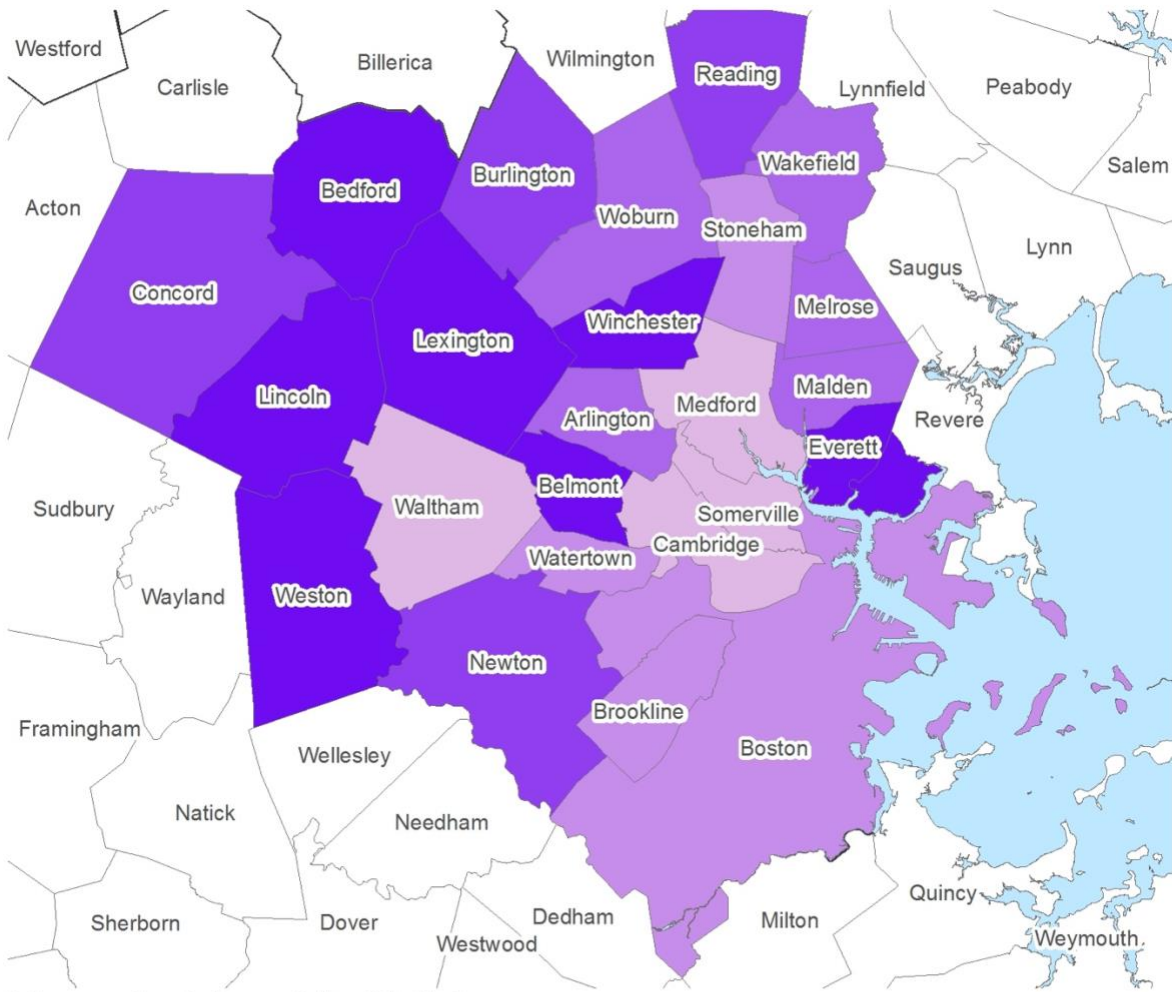 Westford
Carlisle
Billerica
Wilmington
Reading
Lynnfield
Peabody
Salem
Acton
Bedford
Burlington
Woburn
Wakefield
Stoneham
Saugus
Lynn
Concord
Lexington
Winchester
Melrose
Lincoln
Arlington
Medford
Malden
Revere
Everett
Sudbury
Waltham
Belmont
Somerville
Cambridge
Watertown
Wayland
Weston
Newton
Brookline
Boston
Framingham
Wellesley
Natick
Needham
Sherborn
Dover
Westwood
Dedham
Milton
Quincy
Weymouth